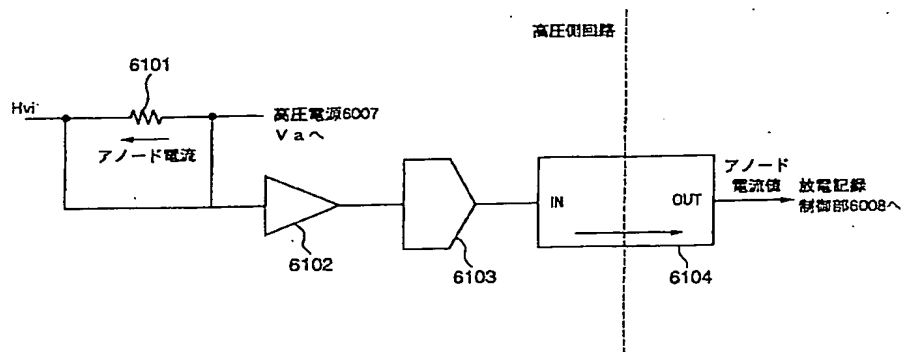 高圧側回路
6101
Hvi
高圧電源6007
Vaへ
アノード電流
アノード
電流値
放電記録
制御部6008へ
IN
OUT
6102
6103
6104